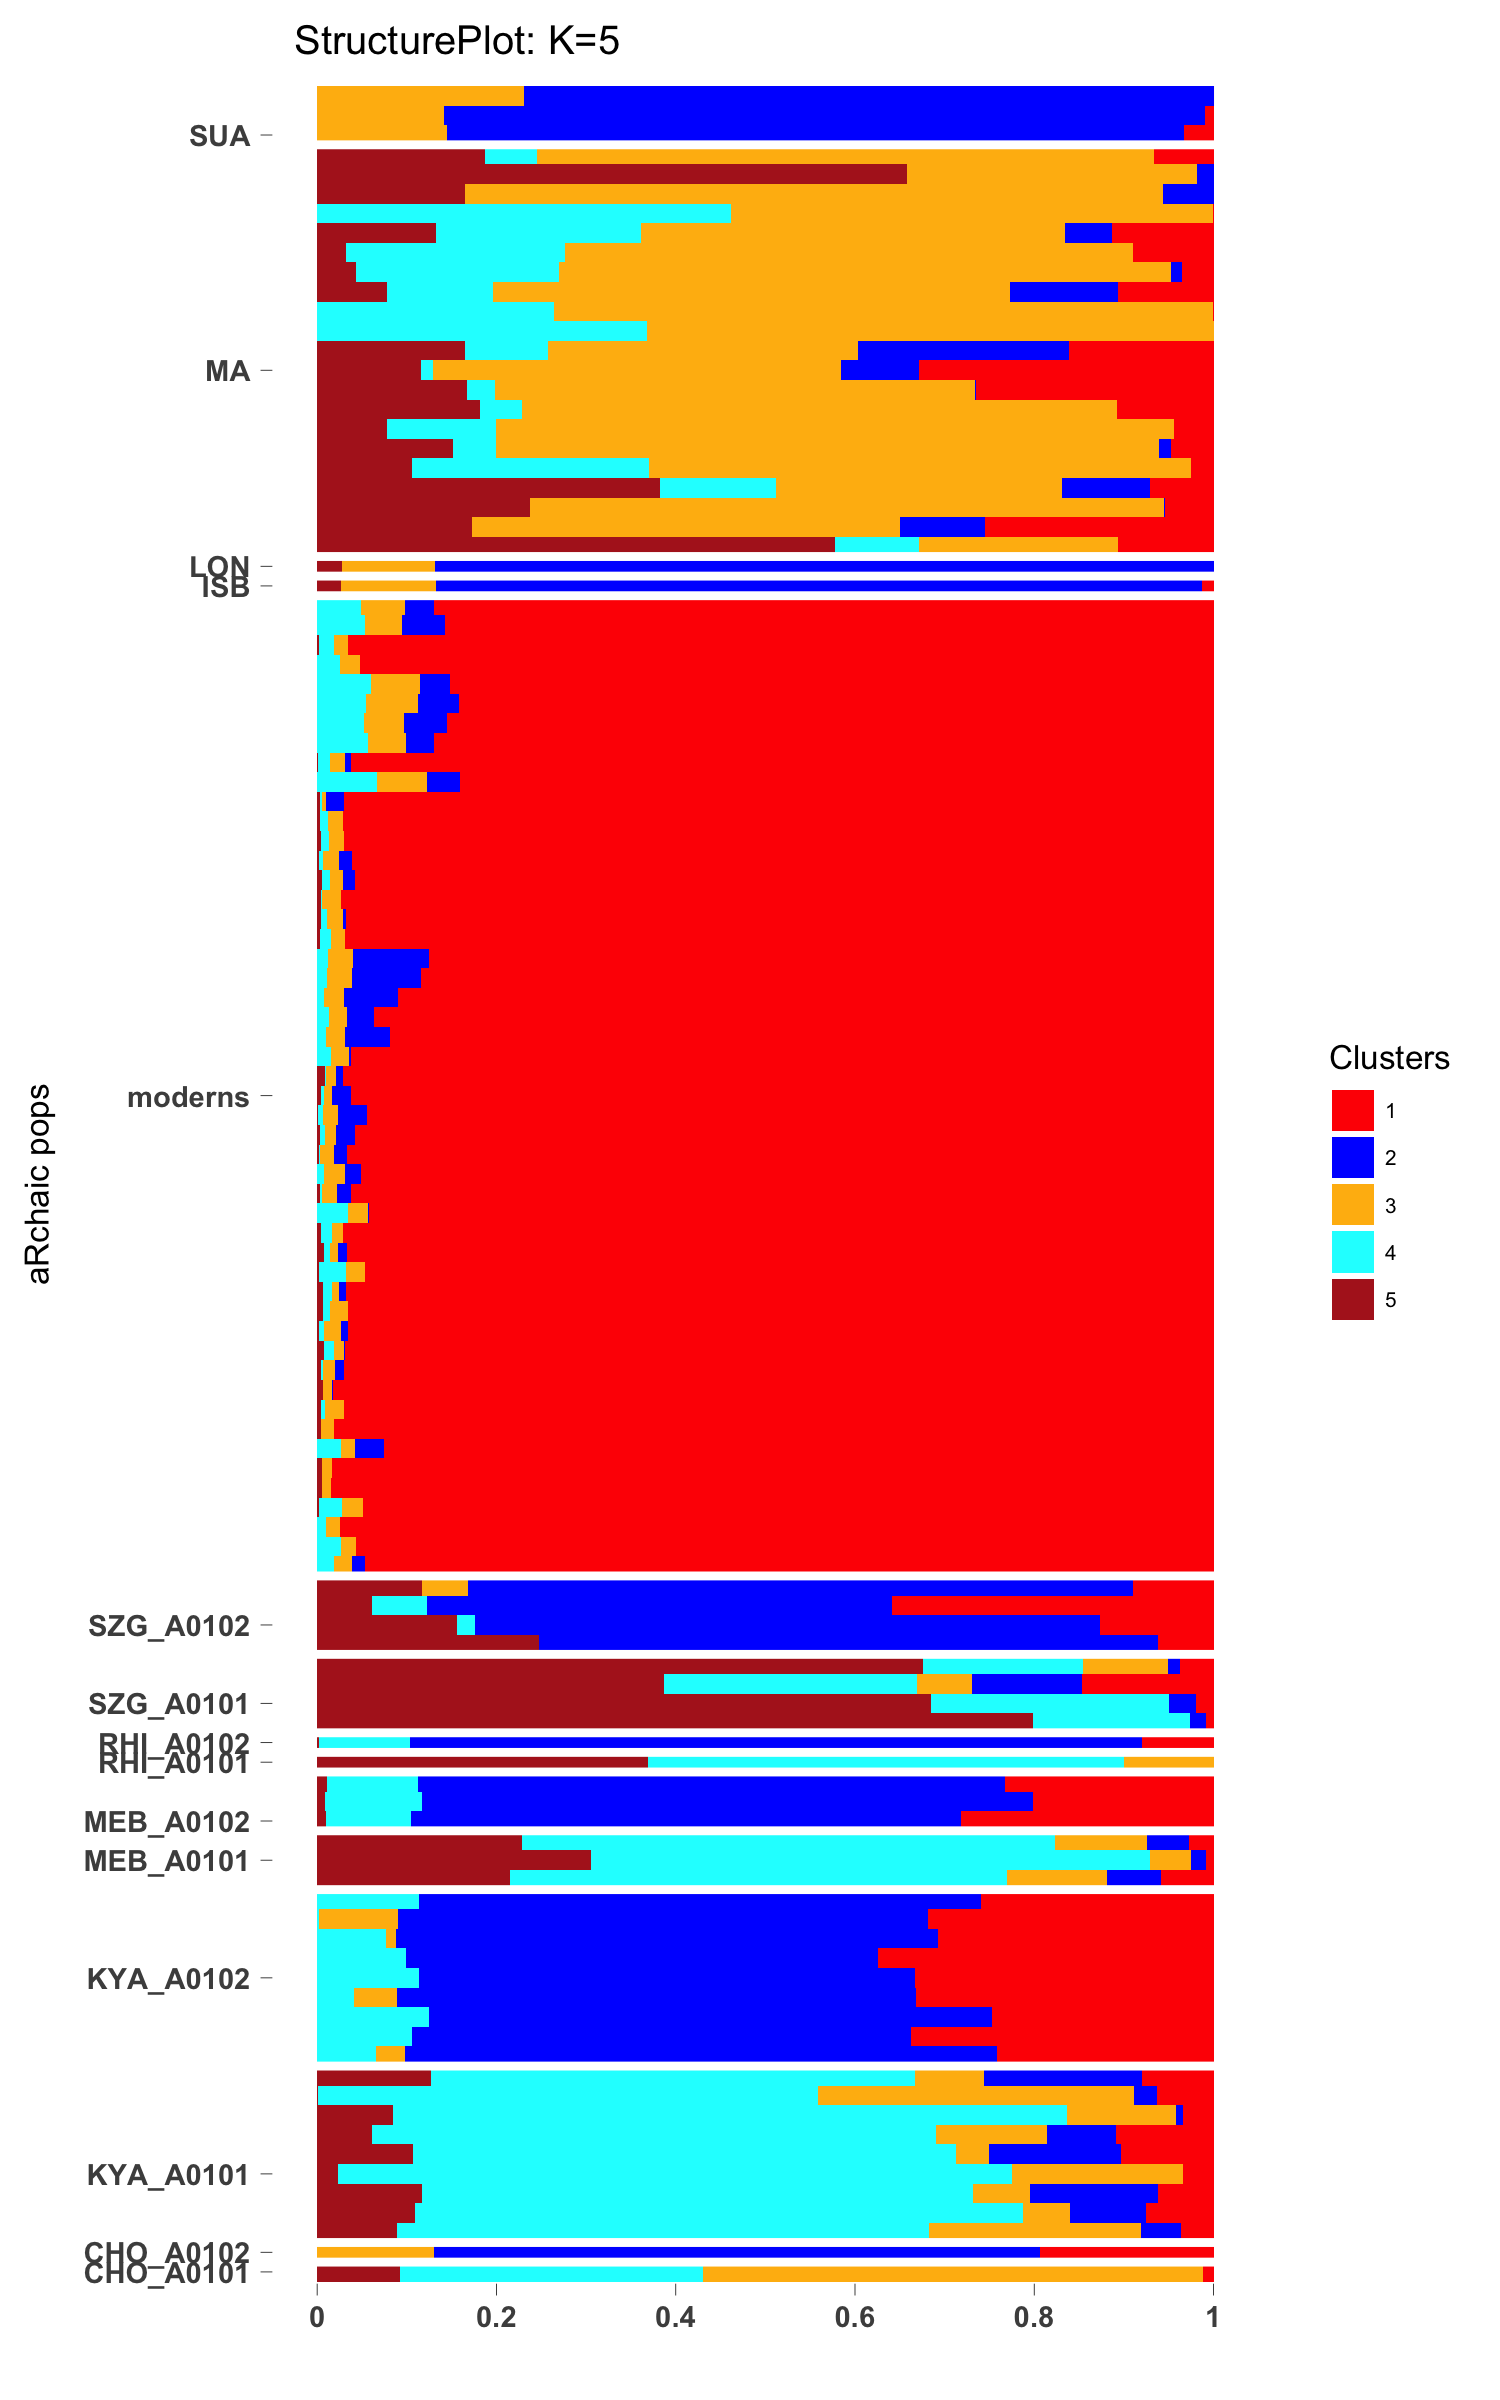 StructurePlot: K=5
SUA
MA
LON
ISB
moderns
SZG_A0102
SZG_A0101
RHI_A0102
RHI_A0101
MEB_A0102
MEB_A0101
KYA_A0102
KYA_A0101
CHO_A0102
CHO_A0101
aRchaic pops
0 0.2 0.4 0.6 0.8 1
Clusters
1
2
3
4
5